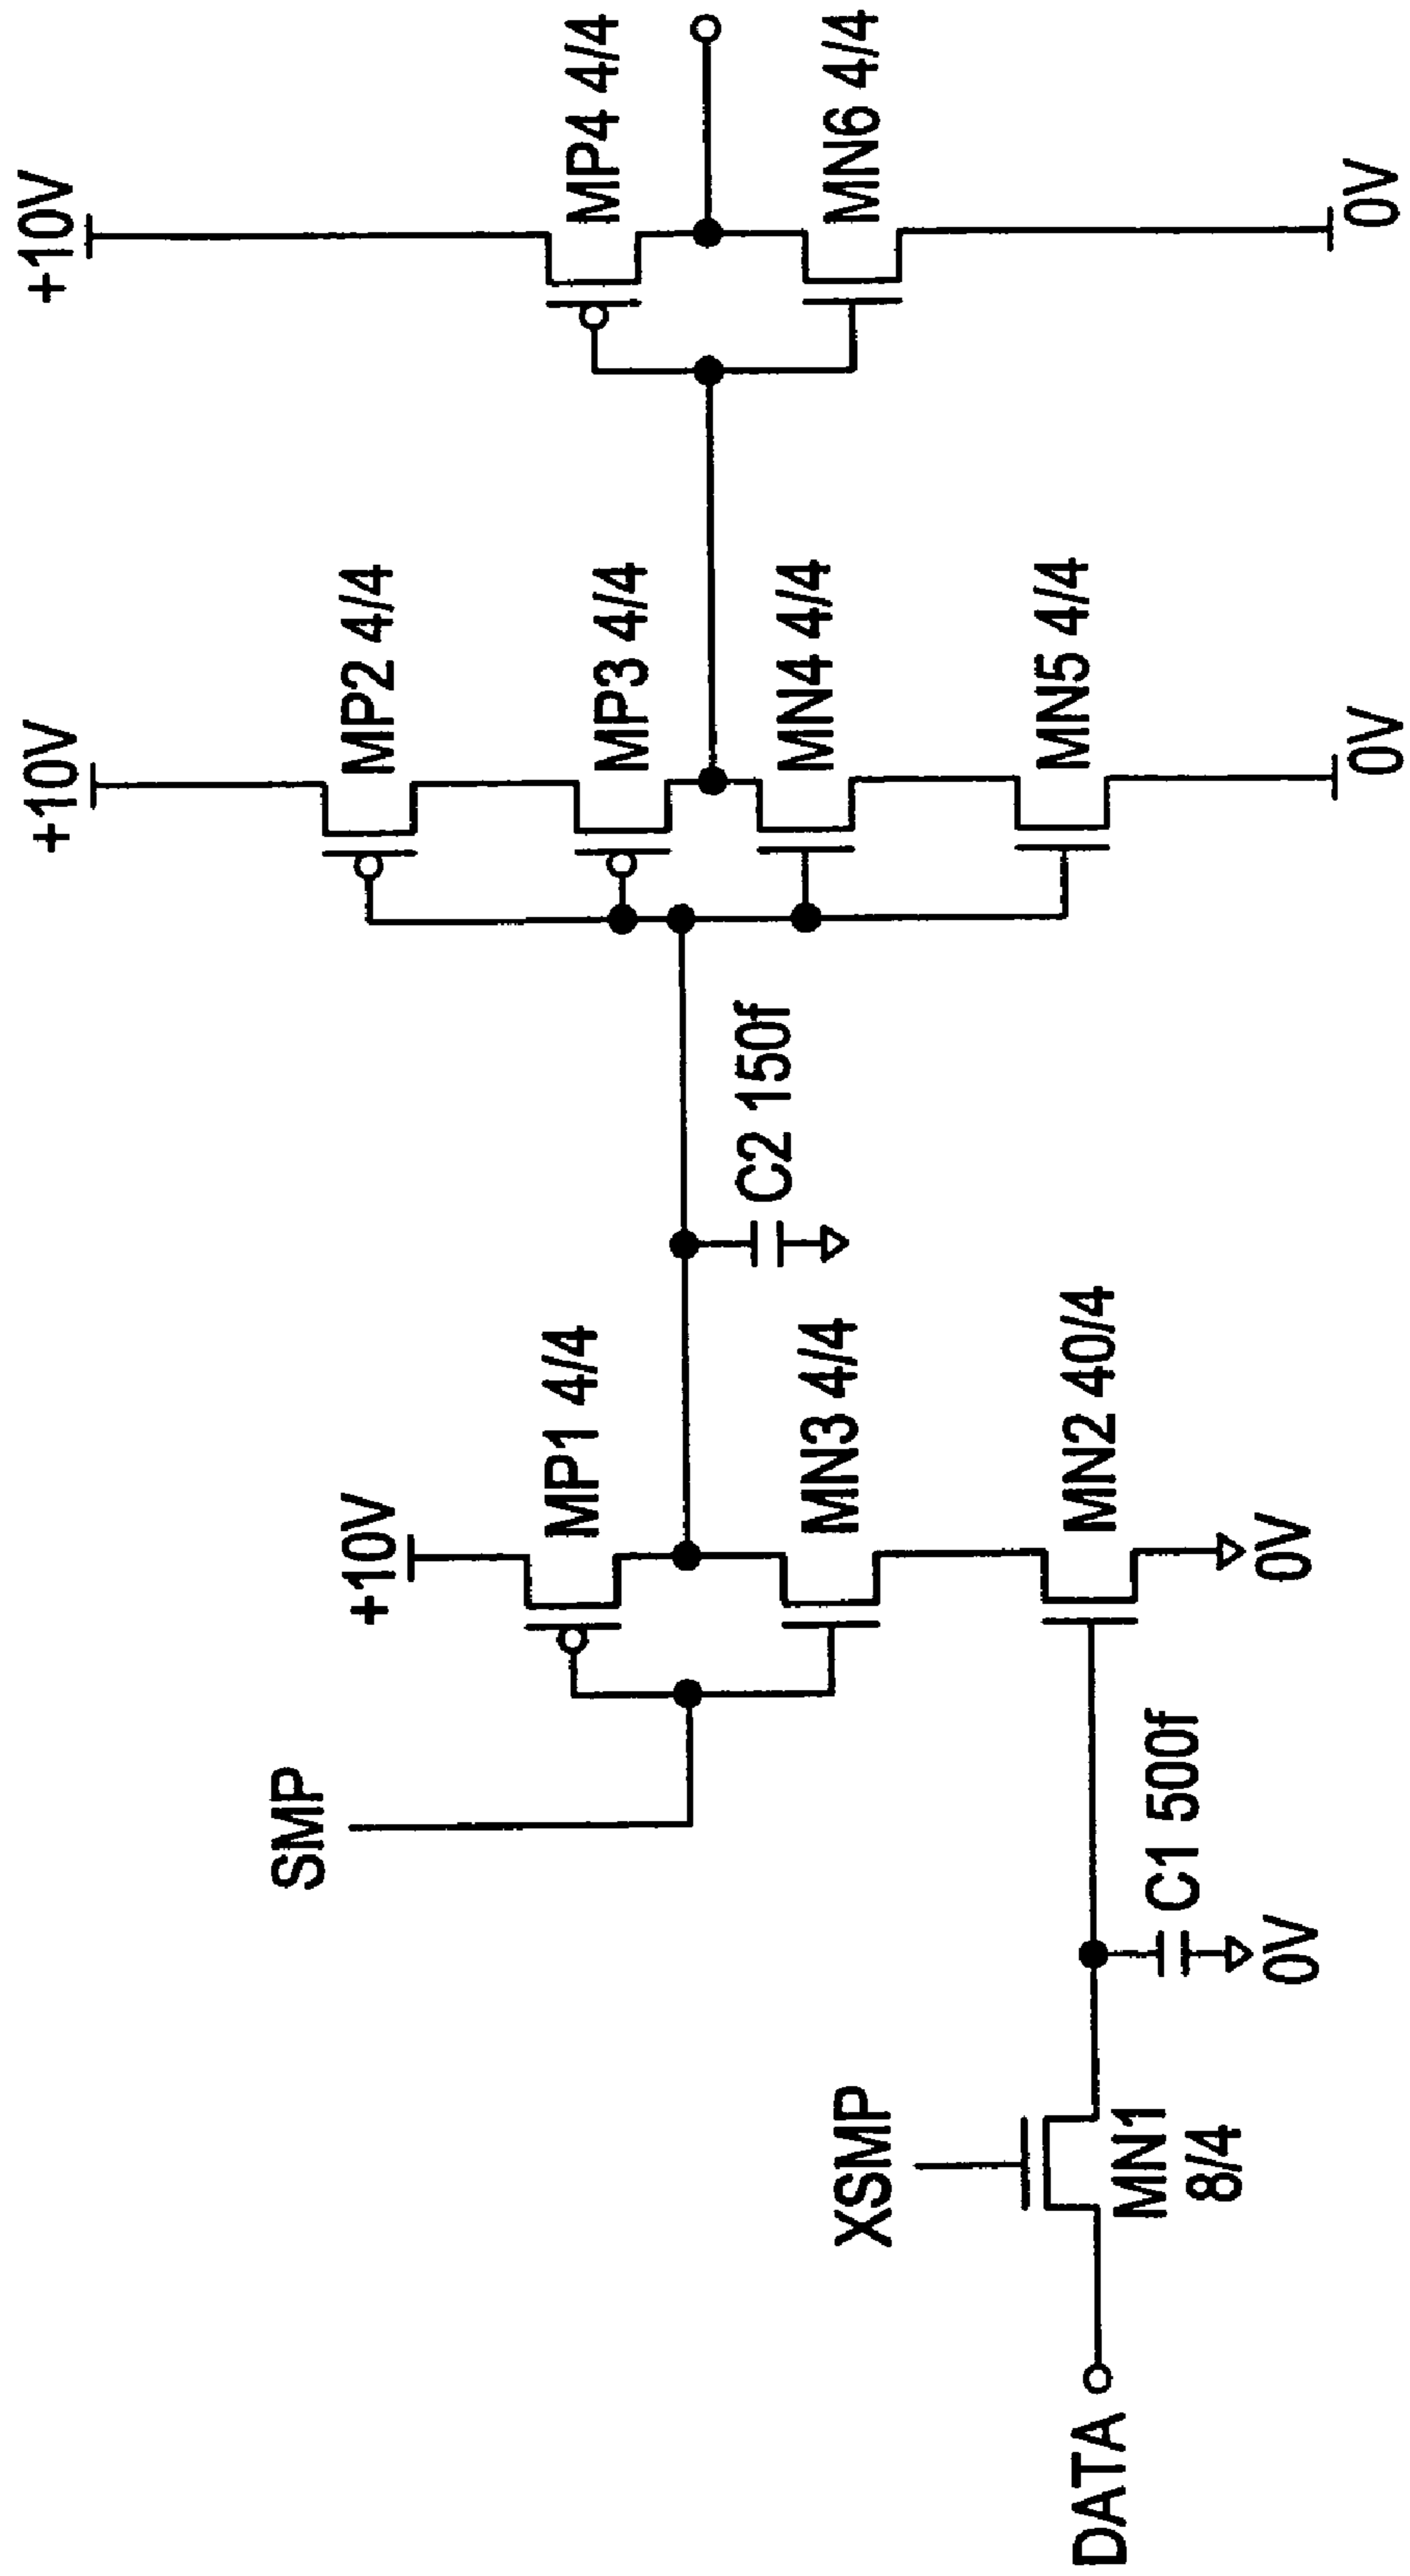 +10V
MP4 4/4
MN6 4/4
0V
+10V
MP2 4/4
MP3 4/4
MN4 4/4
MN5 4/4
0V
C2 150f
+10V
MP1 4/4
MN3 4/4
MN2 40/4
0V
SMP
C1 500f
0V
XSMP
MN1
8/4
DATA